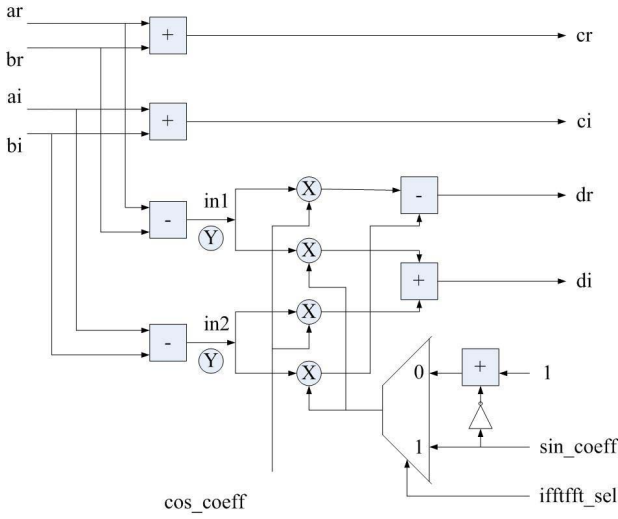 ar
+
cr
br
ai
+
ci
bi
in1
X
-
dr
-
Y
X
+
di
in2
X
-
Y
X
0
+
1
1
sin_coeff
ifftfft_sel
cos_coeff